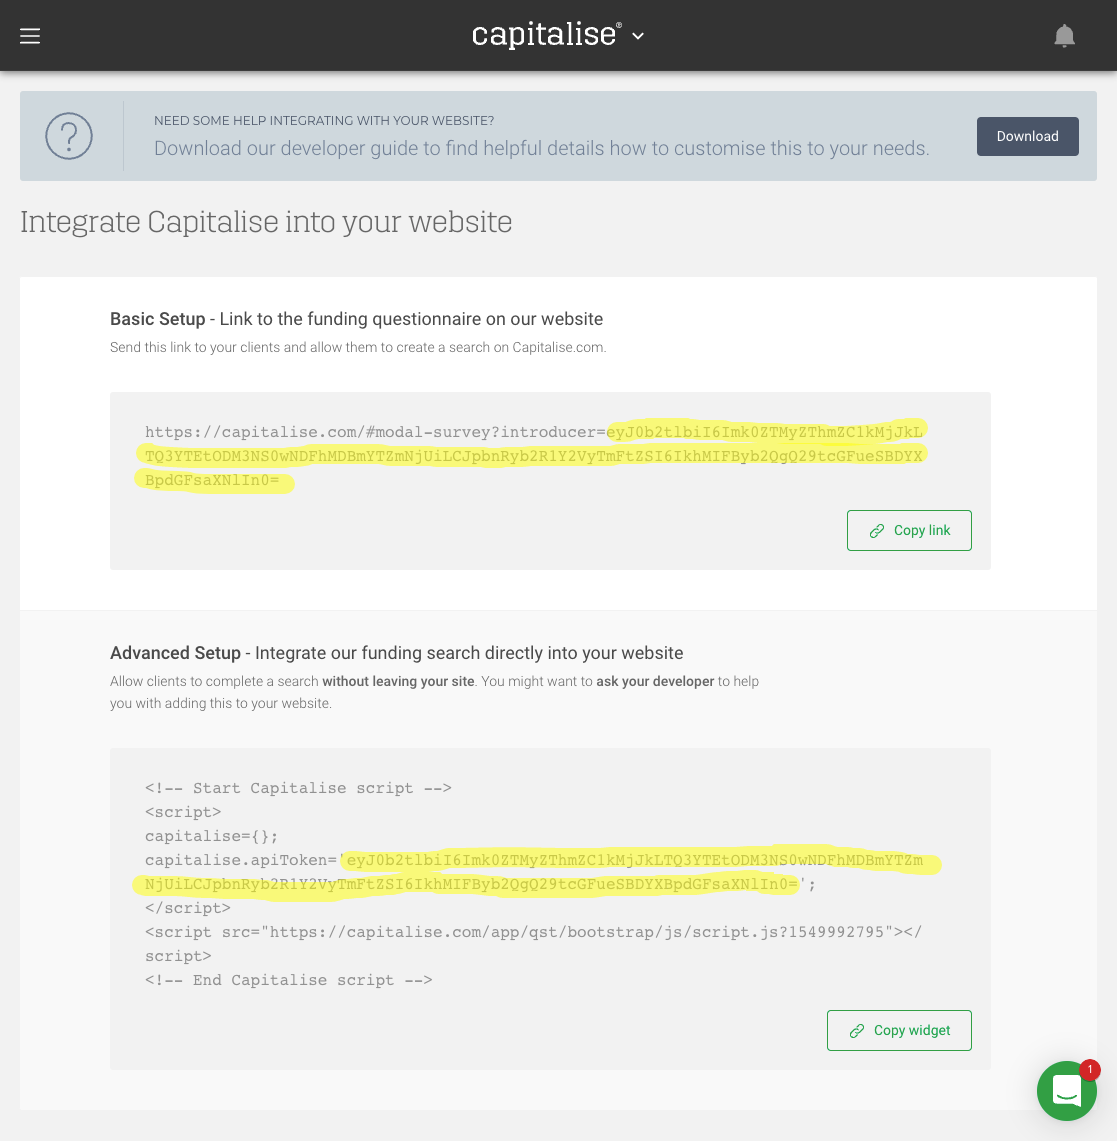 capitalise®
NEED SOME HELP INTEGRATING WITH YOUR WEBSITE?
Download our developer guide to find helpful details how to customise this to your needs.
Download
Integrate Capitalise into your website
Basic Setup - Link to the funding questionnaire on our website
Send this link to your clients and allow them to create a search on Capitalise.com.
https://capitalise.com/#modal-survey?introducer=eyJ0b2tlbiI6Imk0ZTMyZThmZC1kMjJkL
TQ3YTEtODM3NS0wNDFhMDBmYTZmNjUiLCJpbnRyb2R1Y2VyTmFtZSI6IkhMIFByb2QgQ29tcGFueSBDYX
BpdGFsaXNlIn0=
Copy link
Advanced Setup - Integrate our funding search directly into your website
Allow clients to complete a search without leaving your site. You might want to ask your developer to help
you with adding this to your website.
<!-- Start Capitalise script -->
<script>
capitalise={};
capitalise.apiToken='eyJ0b2tlbiI6Imk0ZTMyZThmZC1kMjJkLTQ3YTEtODM3NS0wNDFhMDBmYTZm
NjUiLCJpbnRyb2R1Y2VyTmFtZSI6IkhMIFByb2QgQ29tcGFueSBDYXBpdGFsaXNlIn0=';
</script>
<script src="https://capitalise.com/app/qst/bootstrap/js/script.js?1549992795"></
script>
<!-- End Capitalise script -->
Copy widget
1